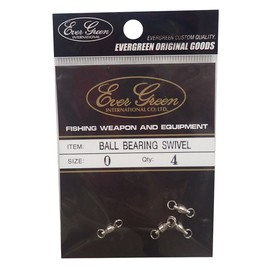 Ever Green
INTERNATIONAL
EVERGREEN CUSTOM QUALITY.
EVERGREEN ORIGINAL GOODS
Ever Green
INTERNATIONAL CO; LTD.
FISHING WEAPON AND EQUIPMENT
ITEM: BALL BEARING SWIVEL
SIZE: 0 Qty: 4